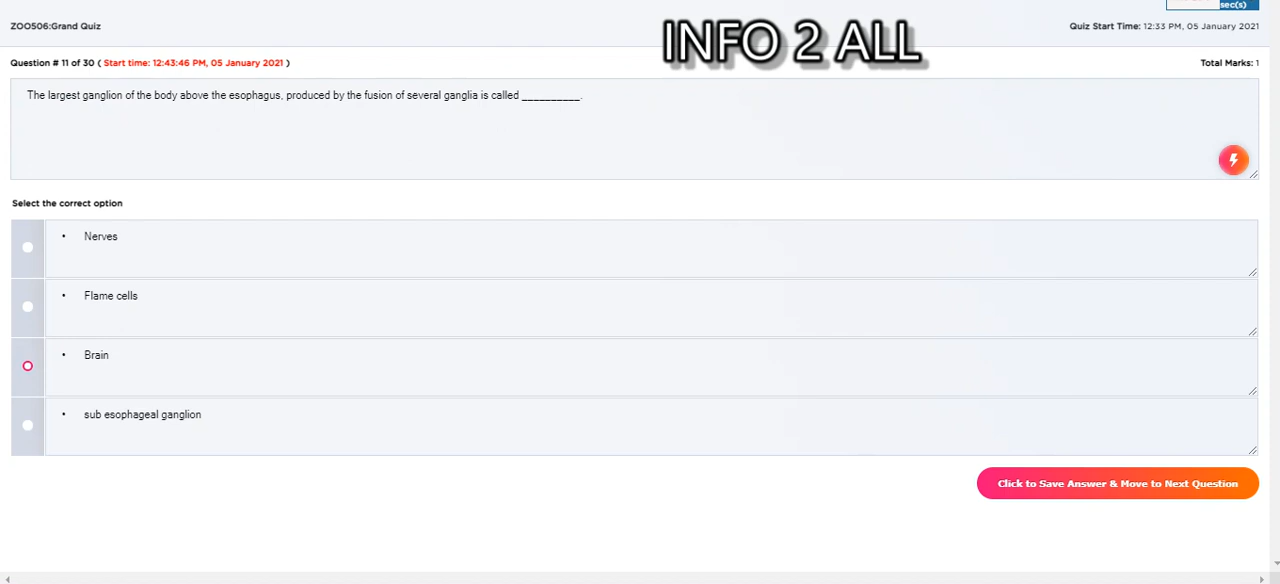 sec(s)
ZOO506:Grand Quiz
INFO 2 ALL
Quiz Start Time: 12:33 PM, 05 January 2021
Question # 11 of 30 ( Start time: 12:43:46 PM, 05 January 2021 )
Total Marks: 1
The largest ganglion of the body above the esophagus, produced by the fusion of several ganglia is called __________.
Select the correct option
• Nerves
• Flame cells
• Brain
• sub esophageal ganglion
Click to Save Answer & Move to Next Question